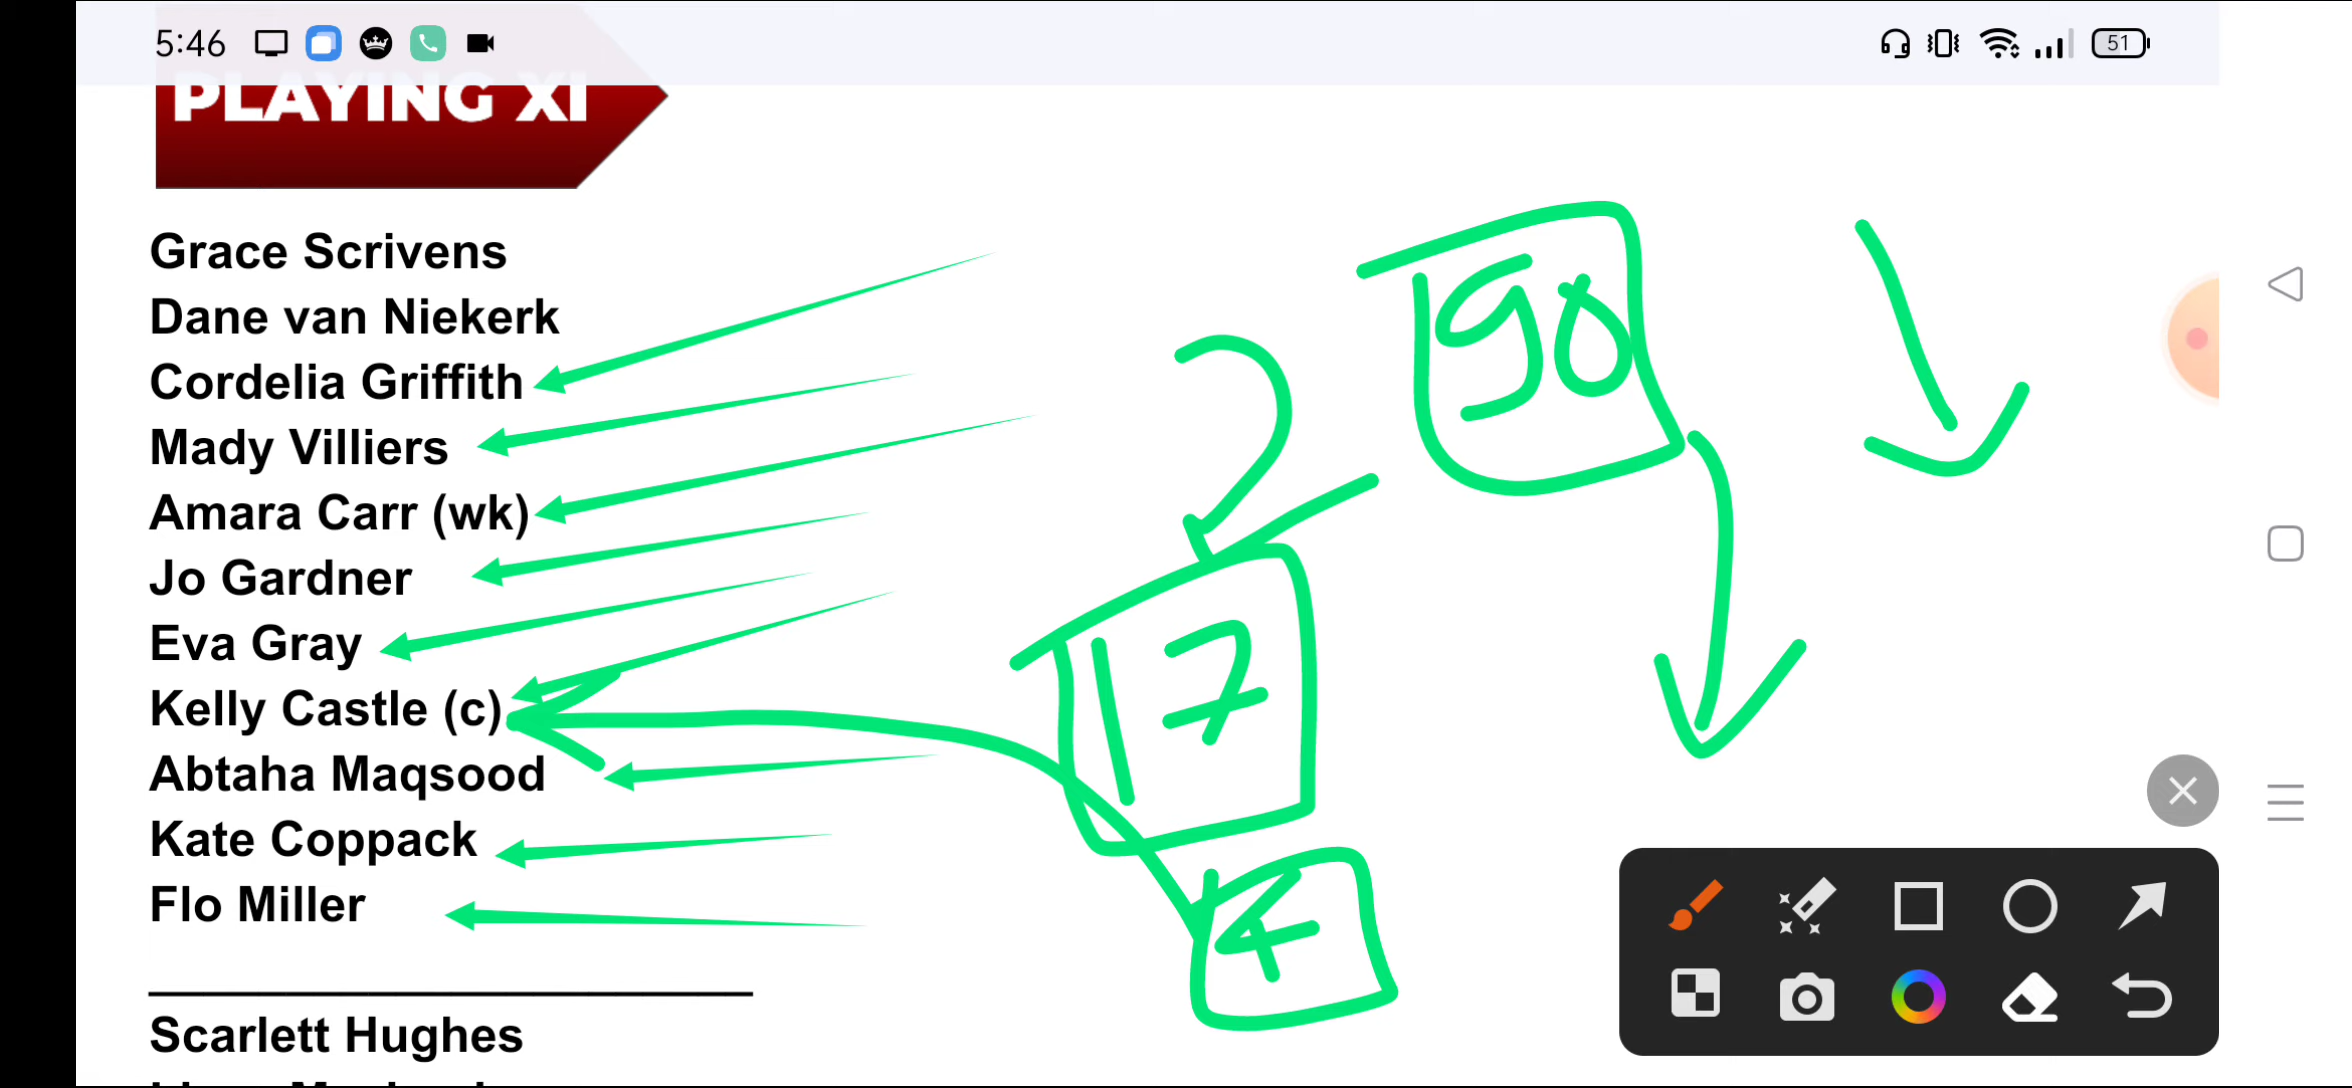 5:46
51
PLAYING XI
Grace Scrivens
Dane van Niekerk
Cordelia Griffith
Mady Villiers
Amara Carr (wk)
Jo Gardner
Eva Gray
Kelly Castle (c)
Abtaha Maqsood
Kate Coppack
Flo Miller
Scarlett Hughes
90
2
17
4